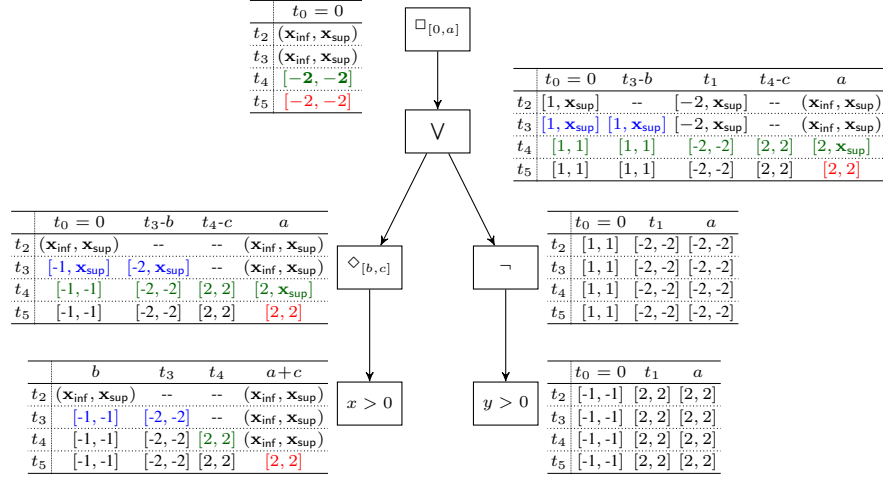 t₀ = 0
t₂ (x_inf, x_sup)
t₃ (x_inf, x_sup)
t₄ [−2, −2]
t₅ [−2, −2]
□[0,a]
t₀ = 0 t₃-b t₁ t₄-c a
t₂ [1, x_sup] -- [−2, x_sup] -- (x_inf, x_sup)
t₃ [1, x_sup] [1, x_sup] [−2, x_sup] -- (x_inf, x_sup)
t₄ [1, 1] [1, 1] [-2, -2] [2, 2] [2, x_sup]
t₅ [1, 1] [1, 1] [-2, -2] [2, 2] [2, 2]
⋁
t₀ = 0 t₃-b t₄-c a
t₂ (x_inf, x_sup) -- -- (x_inf, x_sup)
t₃ [-1, x_sup] [-2, x_sup] -- (x_inf, x_sup)
t₄ [-1, -1] [-2, -2] [2, 2] [2, x_sup]
t₅ [-1, -1] [-2, -2] [2, 2] [2, 2]
◇[b,c]
¬
t₀ = 0 t₁ a
t₂ [1, 1] [-2, -2] [-2, -2]
t₃ [1, 1] [-2, -2] [-2, -2]
t₄ [1, 1] [-2, -2] [-2, -2]
t₅ [1, 1] [-2, -2] [-2, -2]
b t₃ t₄ a+c
t₂ (x_inf, x_sup) -- -- (x_inf, x_sup)
t₃ [-1, -1] [-2, -2] -- (x_inf, x_sup)
t₄ [-1, -1] [-2, -2] [2, 2] (x_inf, x_sup)
t₅ [-1, -1] [-2, -2] [2, 2] [2, 2]
x > 0
y > 0
t₀ = 0 t₁ a
t₂ [-1, -1] [2, 2] [2, 2]
t₃ [-1, -1] [2, 2] [2, 2]
t₄ [-1, -1] [2, 2] [2, 2]
t₅ [-1, -1] [2, 2] [2, 2]